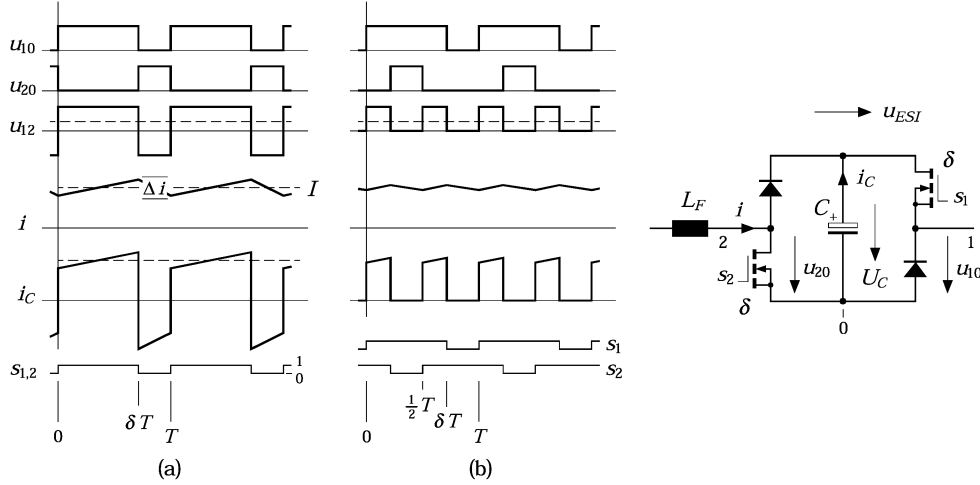 u10
u20
u12
Δi
I
i
iC
s1,2
1
0
0
δT
T
(a)
s1
s2
0
½T
δT
T
(b)
uESI
LF
i
2
s2
δ
u20
C
+
iC
UC
0
δ
s1
1
u10